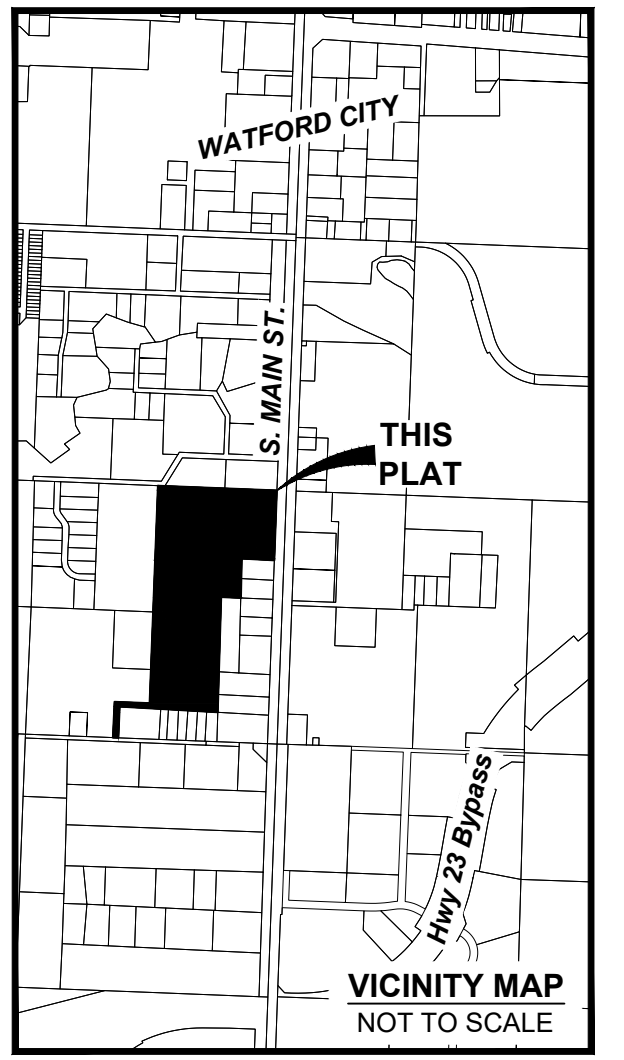 WATFORD CITY
S. MAIN ST.
THIS
PLAT
Hwy 23 Bypass
VICINITY MAP
NOT TO SCALE